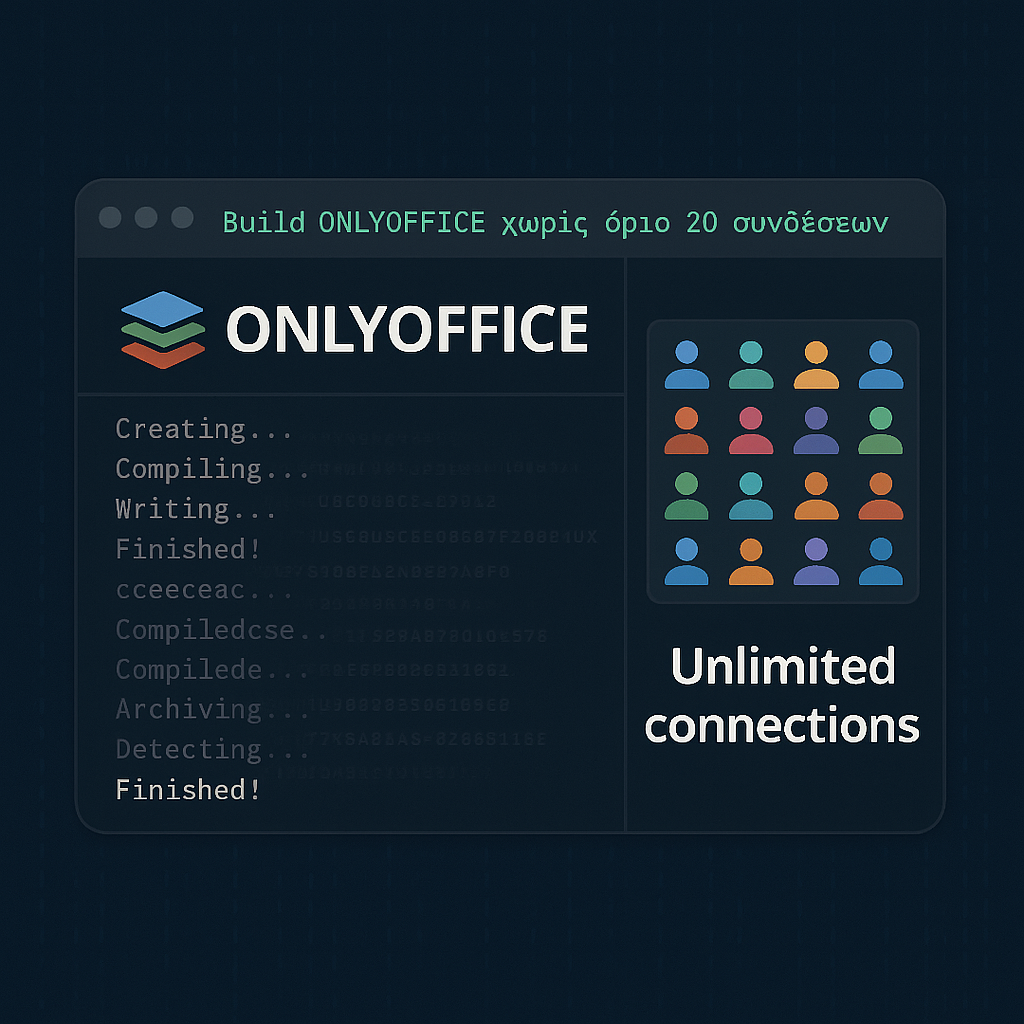 Build ONLYOFFICE χωρίς όριο 20 συνδέσεων
ONLYOFFICE
Creating...
Compiling...
Writing...
Finished!
cceeceac...
Compiledcse..
Compilede...
Archiving...
Detecting...
Finished!
Unlimited
connections